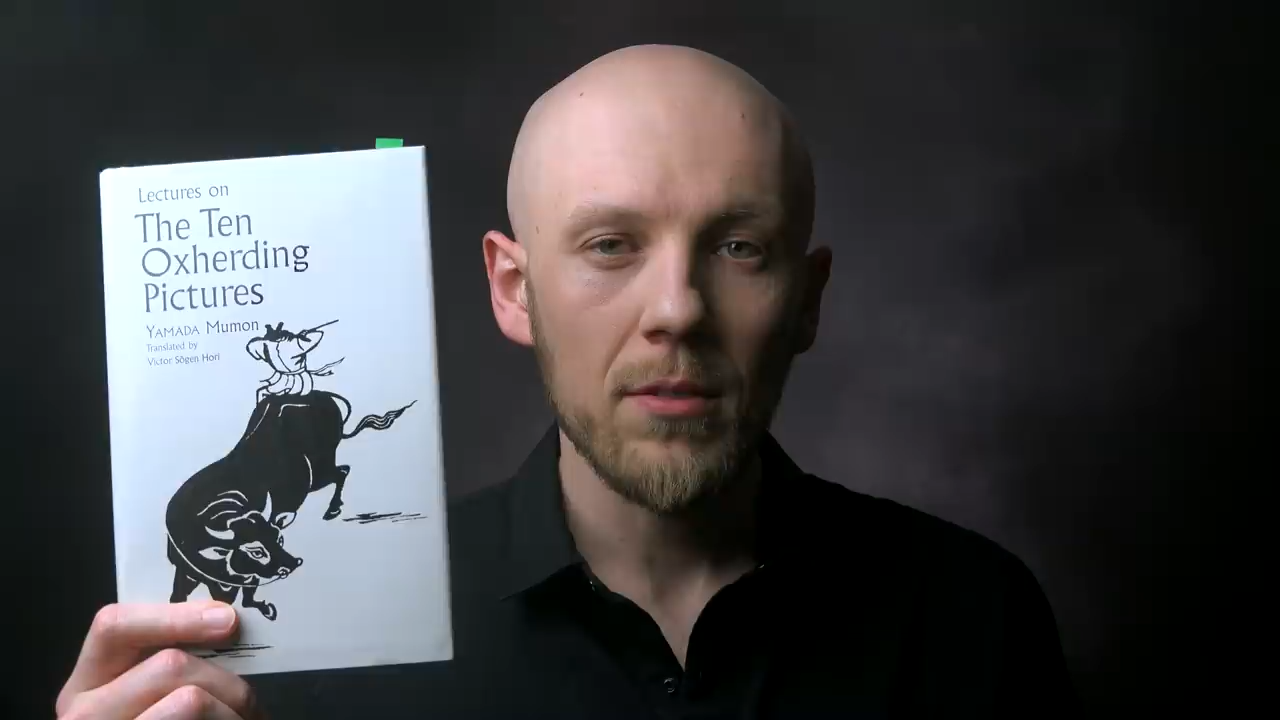 Lectures on
The Ten
Oxherding
Pictures
YAMADA Mumon
Translated by
Victor Sōgen Hori